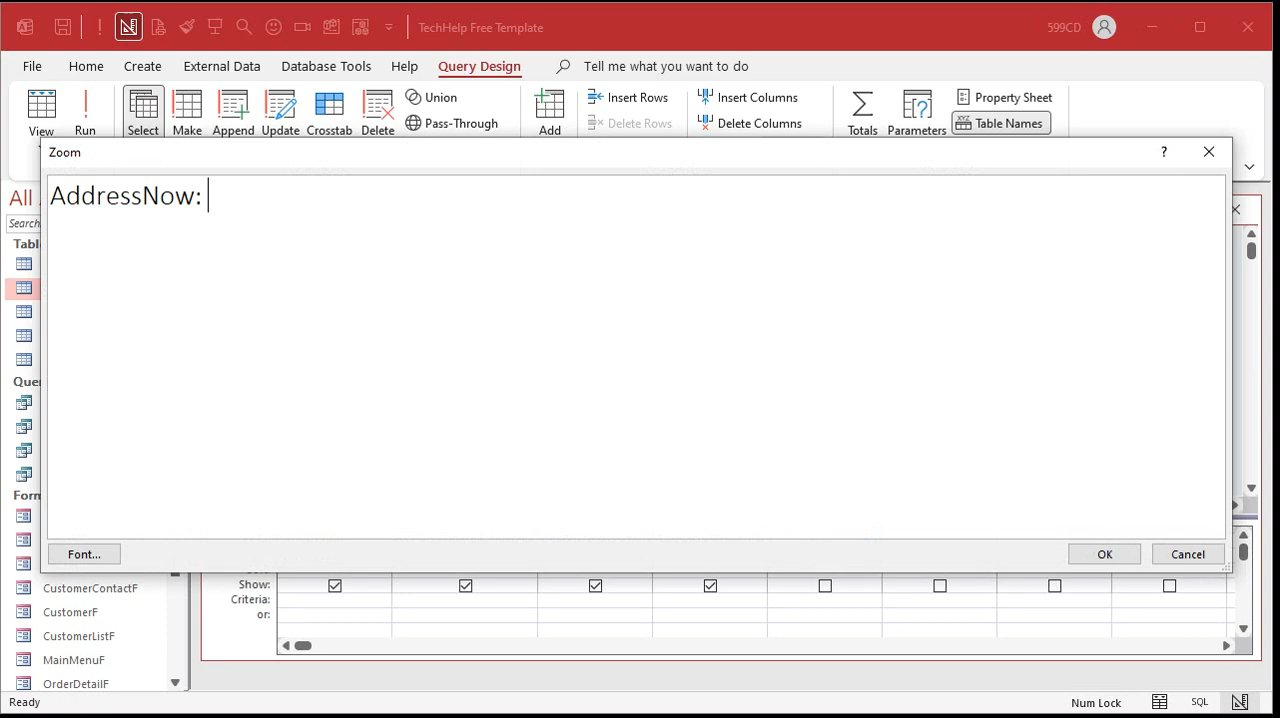 TechHelp Free Template
599CD
File Home Create External Data Database Tools Help Query Design Tell me what you want to do
View Run Select Make Append Update Crosstab Delete Union Pass-Through Add Insert Rows Delete Rows Insert Columns Delete Columns Totals Parameters Property Sheet Table Names
Zoom ? 
AddressNow:
All
Search
Tabl
Quer
Form
Font... OK Cancel
CustomerContactF
CustomerF
CustomerListF
MainMenuF
OrderDetailF
Show:
Criteria:
or:
Ready Num Lock SQL